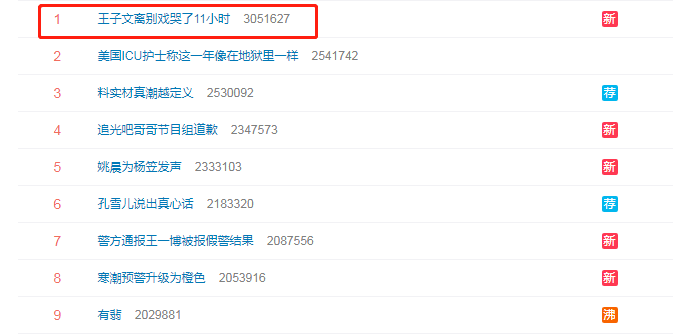 1 王子文离别戏哭了11小时 3051627 新
2 美国ICU护士称这一年像在地狱里一样 2541742
3 料实材真潮越定义 2530092 荐
4 追光吧哥哥节目组道歉 2347573 新
5 姚晨为杨笠发声 2333103 新
6 孔雪儿说出真心话 2183320 荐
7 警方通报王一博被报假警结果 2087556 新
8 寒潮预警升级为橙色 2053916 新
9 有翡 2029881 沸